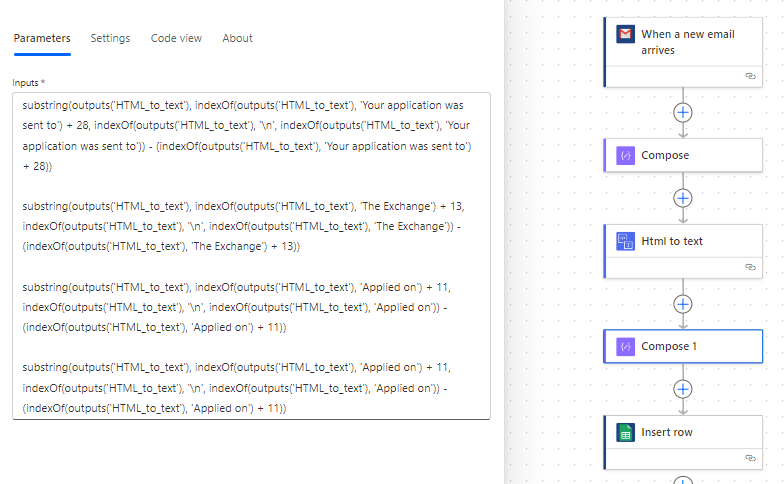 Parameters Settings Code view About
Inputs *
substring(outputs('HTML_to_text'), indexOf(outputs('HTML_to_text'), 'Your application was
sent to') + 28, indexOf(outputs('HTML_to_text'), '\n', indexOf(outputs('HTML_to_text'), 'Your
application was sent to')) - (indexOf(outputs('HTML_to_text'), 'Your application was sent to')
+ 28))
substring(outputs('HTML_to_text'), indexOf(outputs('HTML_to_text'), 'The Exchange') + 13,
indexOf(outputs('HTML_to_text'), '\n', indexOf(outputs('HTML_to_text'), 'The Exchange')) -
(indexOf(outputs('HTML_to_text'), 'The Exchange') + 13))
substring(outputs('HTML_to_text'), indexOf(outputs('HTML_to_text'), 'Applied on') + 11,
indexOf(outputs('HTML_to_text'), '\n', indexOf(outputs('HTML_to_text'), 'Applied on')) -
(indexOf(outputs('HTML_to_text'), 'Applied on') + 11))
substring(outputs('HTML_to_text'), indexOf(outputs('HTML_to_text'), 'Applied on') + 11,
indexOf(outputs('HTML_to_text'), '\n', indexOf(outputs('HTML_to_text'), 'Applied on')) -
(indexOf(outputs('HTML_to_text'), 'Applied on') + 11))
When a new email
arrives
Compose
Html to text
Compose 1
Insert row